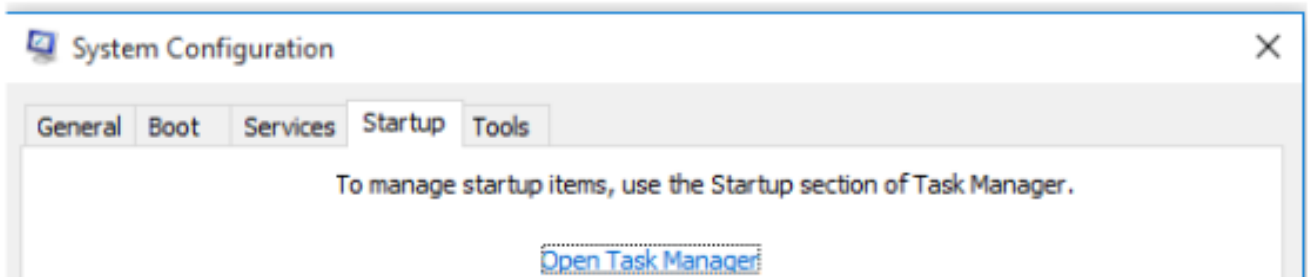 System Configuration
General Boot Services Startup Tools
To manage startup items, use the Startup section of Task Manager.
Open Task Manager